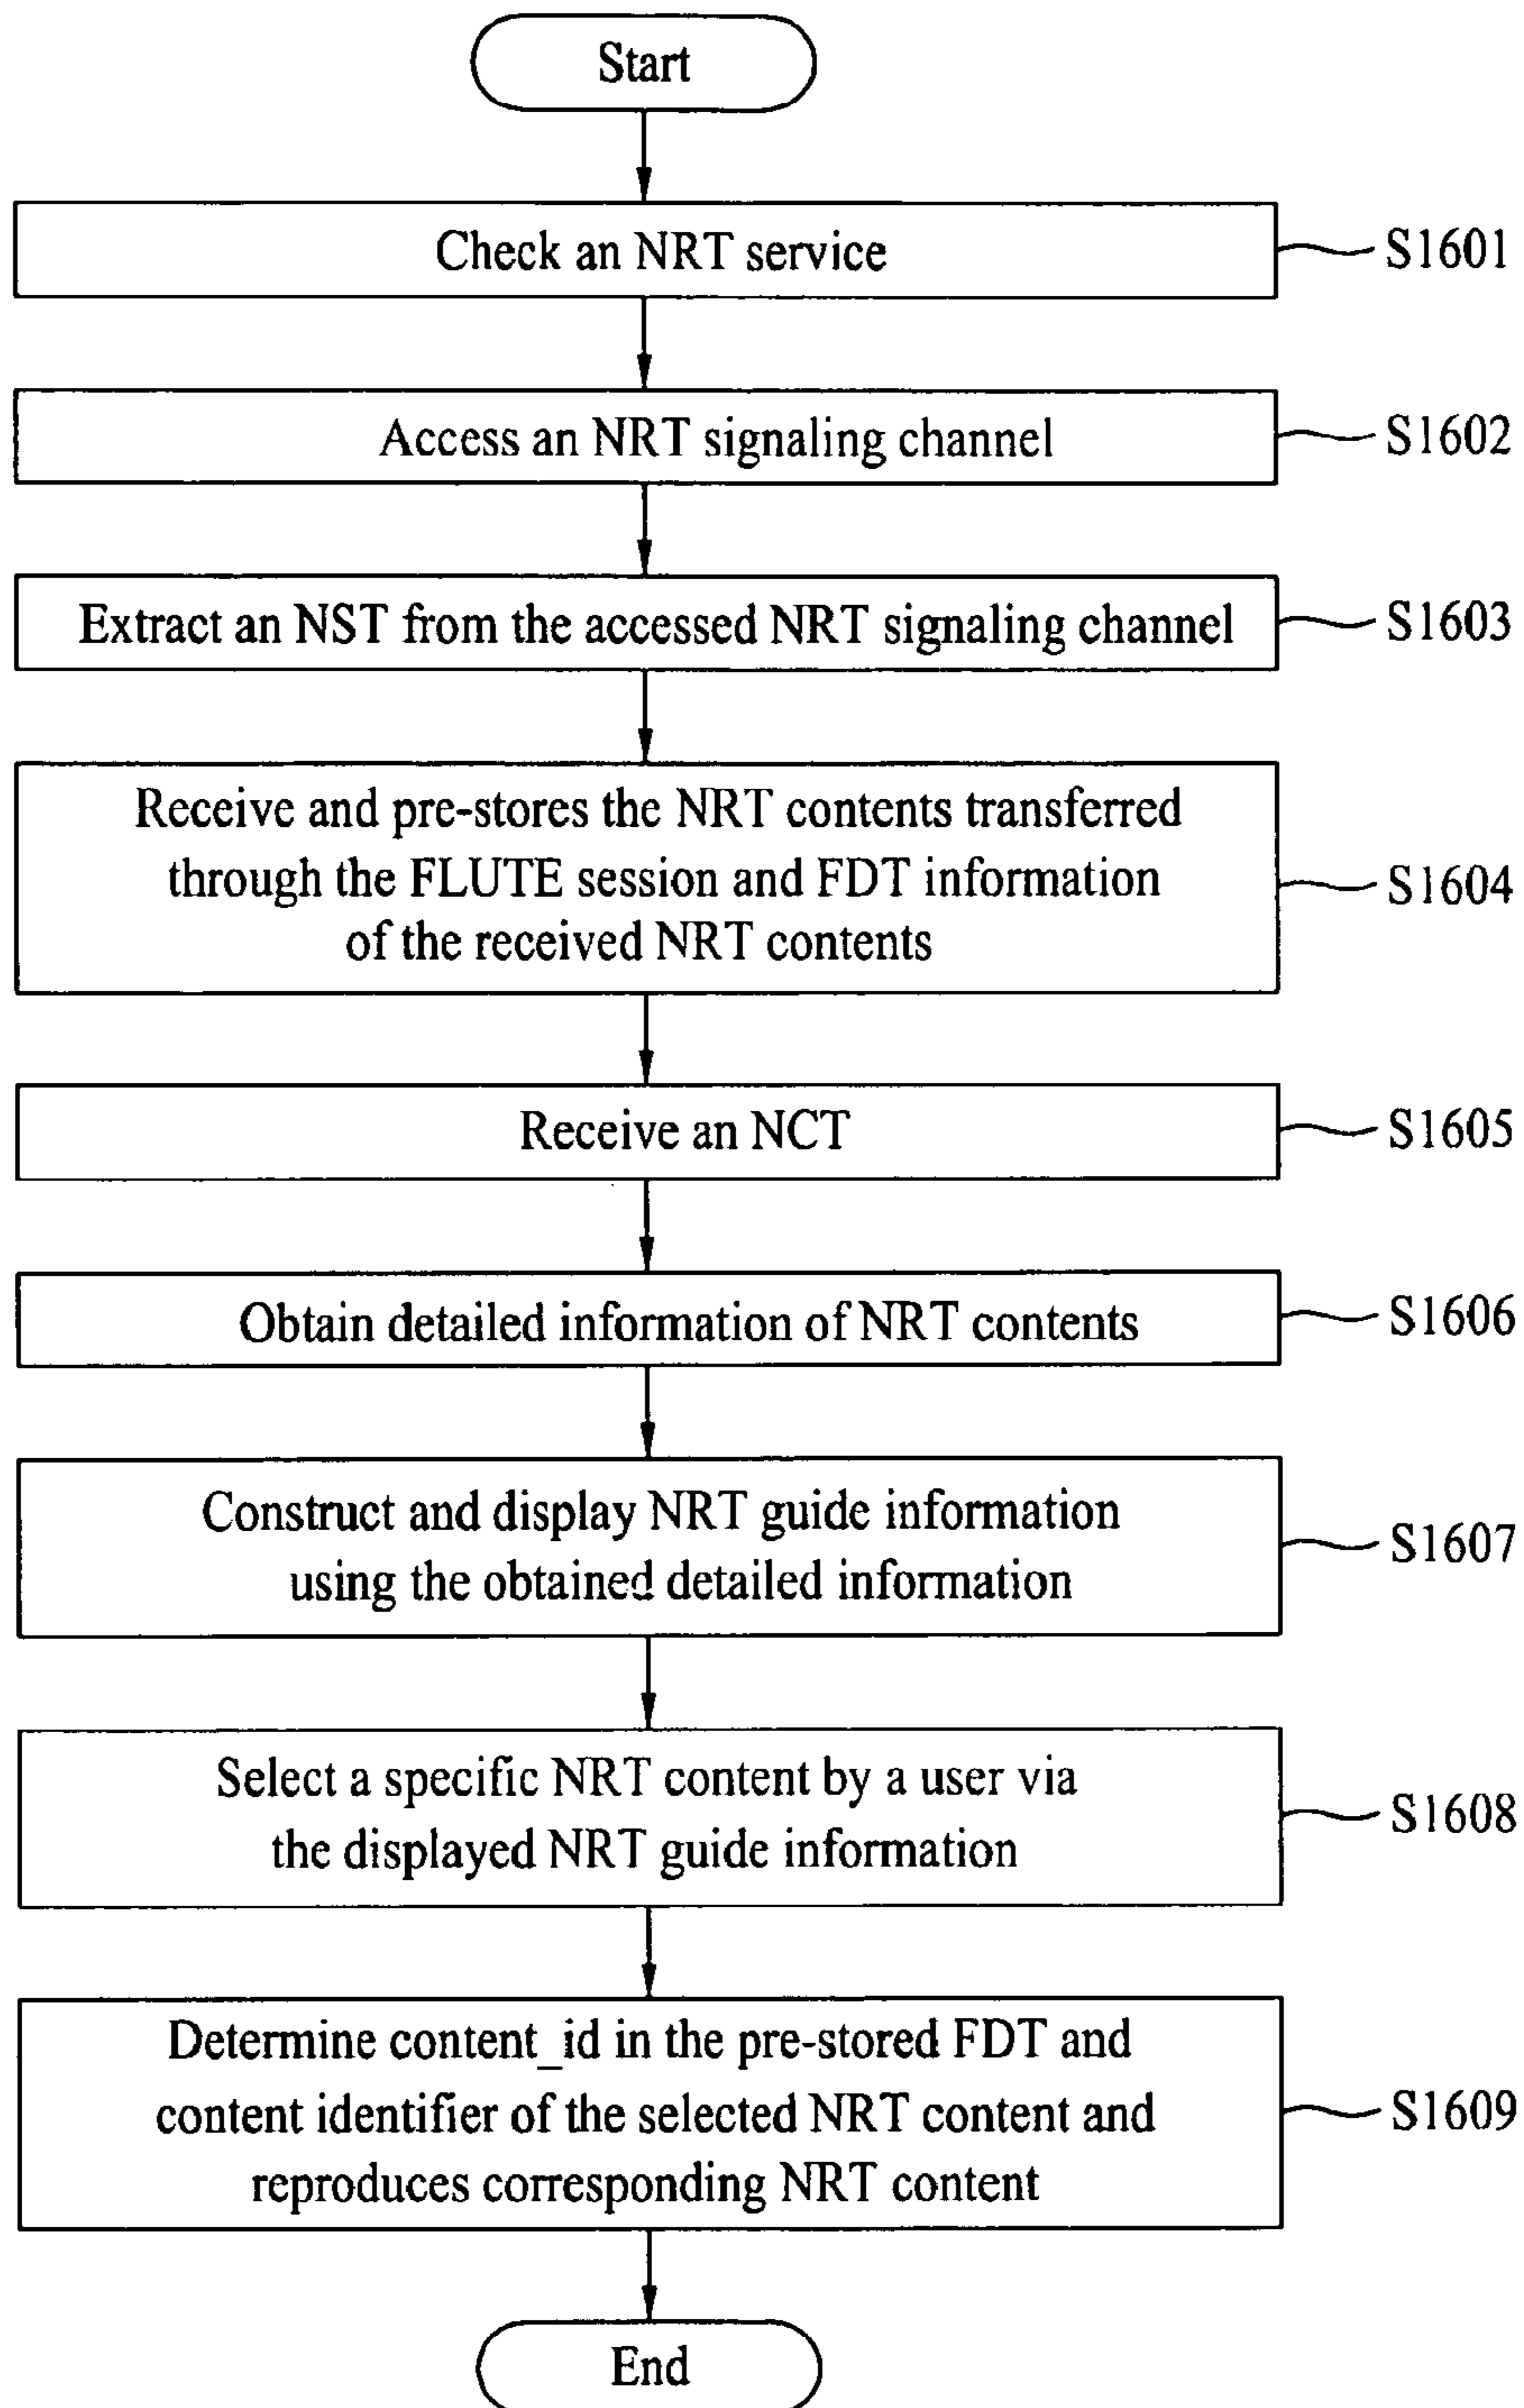 Start
Check an NRT service
S1601
Access an NRT signaling channel
S1602
Extract an NST from the accessed NRT signaling channel
S1603
Receive and pre-stores the NRT contents transferred
through the FLUTE session and FDT information
of the received NRT contents
S1604
Receive an NCT
S1605
Obtain detailed information of NRT contents
S1606
Construct and display NRT guide information
using the obtained detailed information
S1607
Select a specific NRT content by a user via
the displayed NRT guide information
S1608
Determine content_id in the pre-stored FDT and
content identifier of the selected NRT content and
reproduces corresponding NRT content
S1609
End